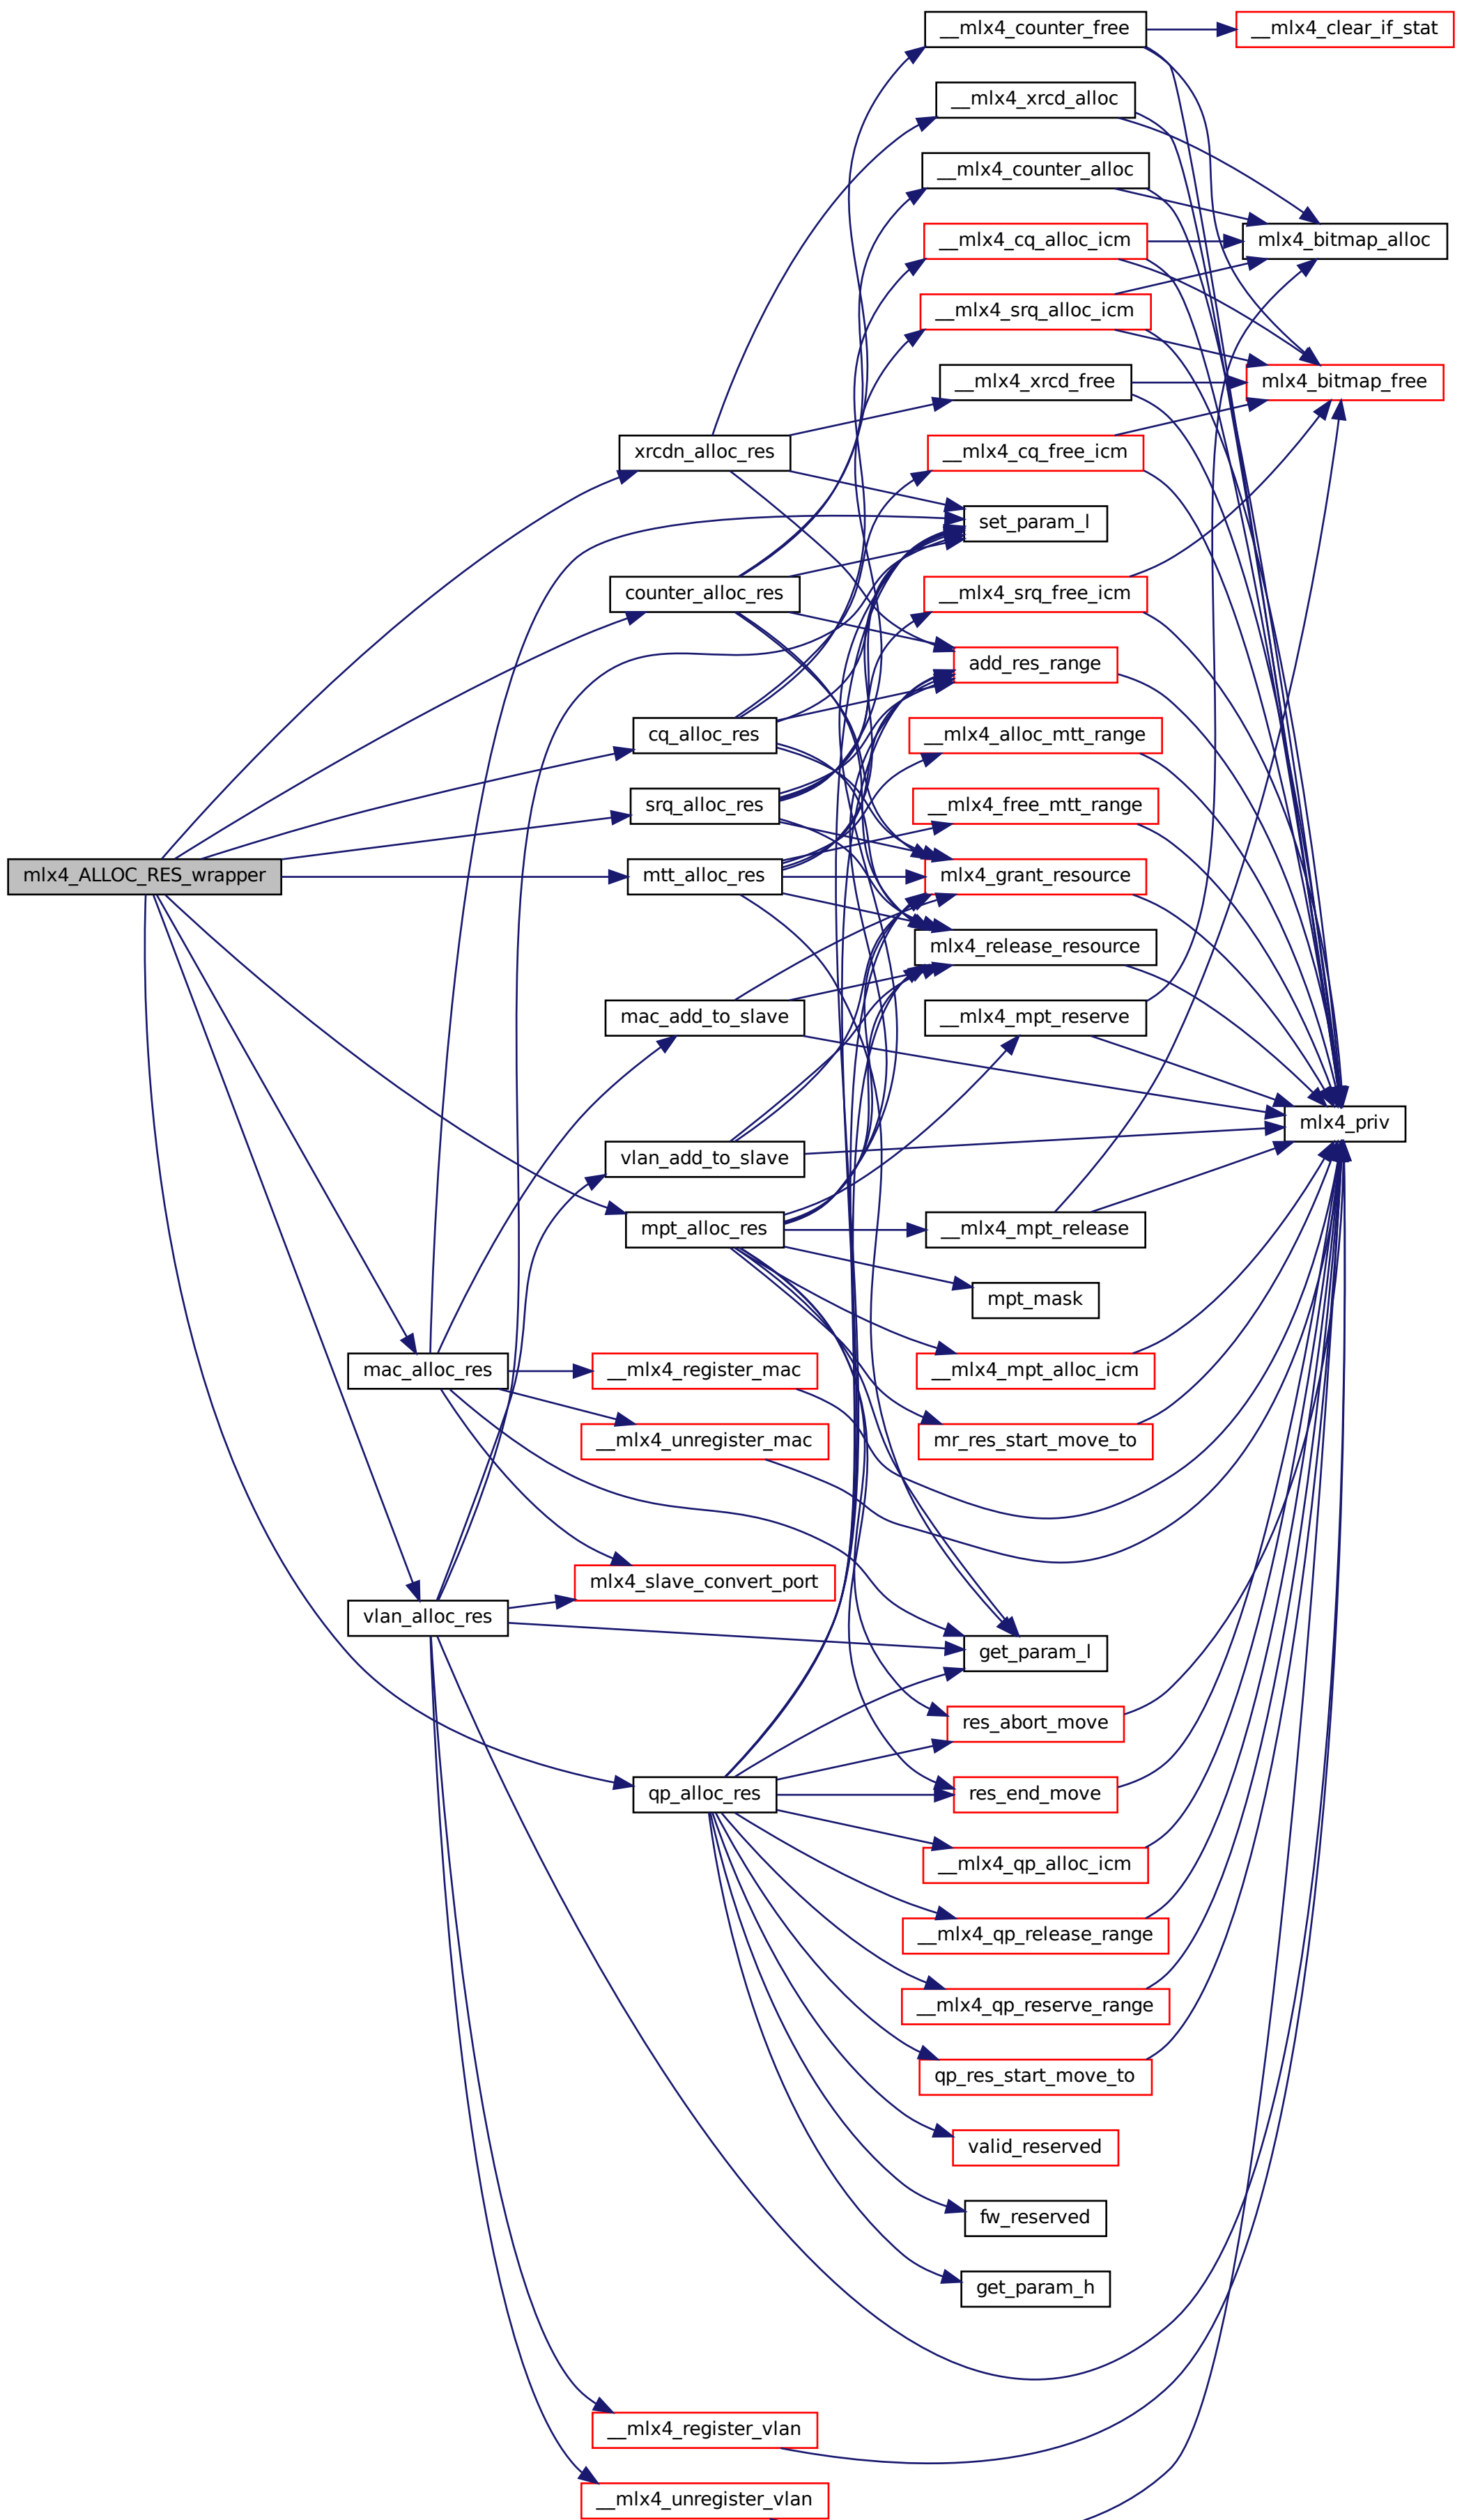 __mlx4_counter_free
__mlx4_clear_if_stat
__mlx4_xrcd_alloc
__mlx4_counter_alloc
__mlx4_cq_alloc_icm
mlx4_bitmap_alloc
__mlx4_srq_alloc_icm
__mlx4_xrcd_free
mlx4_bitmap_free
xrcdn_alloc_res
__mlx4_cq_free_icm
set_param_l
counter_alloc_res
__mlx4_srq_free_icm
add_res_range
cq_alloc_res
__mlx4_alloc_mtt_range
srq_alloc_res
__mlx4_free_mtt_range
mlx4_ALLOC_RES_wrapper
mtt_alloc_res
mlx4_grant_resource
mlx4_release_resource
mac_add_to_slave
__mlx4_mpt_reserve
mlx4_priv
vlan_add_to_slave
mpt_alloc_res
__mlx4_mpt_release
mpt_mask
mac_alloc_res
__mlx4_register_mac
__mlx4_mpt_alloc_icm
__mlx4_unregister_mac
mr_res_start_move_to
mlx4_slave_convert_port
vlan_alloc_res
get_param_l
res_abort_move
qp_alloc_res
res_end_move
__mlx4_qp_alloc_icm
__mlx4_qp_release_range
__mlx4_qp_reserve_range
qp_res_start_move_to
valid_reserved
fw_reserved
get_param_h
__mlx4_register_vlan
__mlx4_unregister_vlan